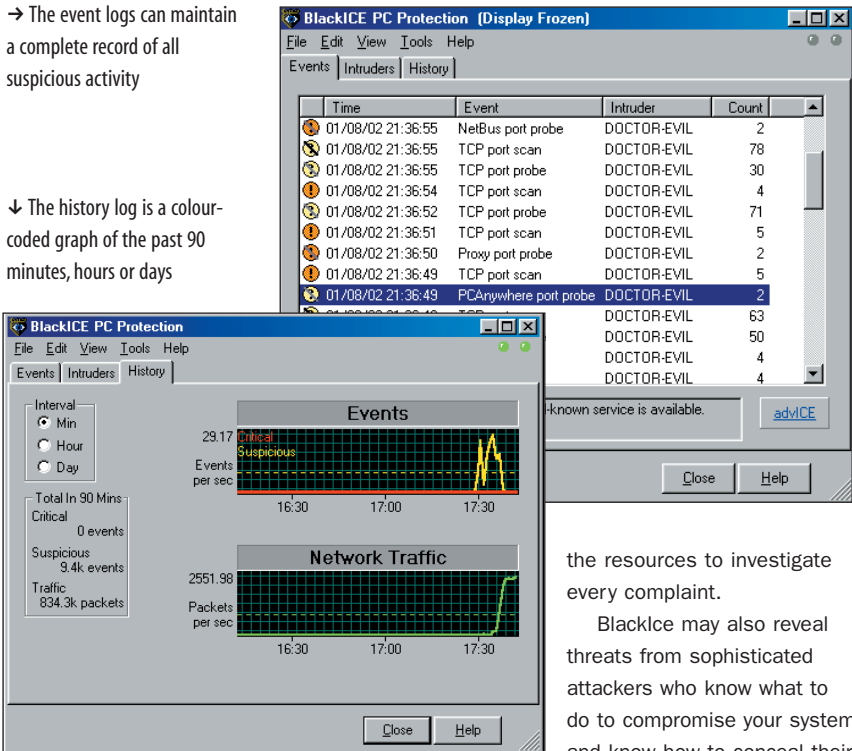 → The event logs can maintain
a complete record of all
suspicious activity
↓ The history log is a colour-
coded graph of the past 90
minutes, hours or days
BlackICE PC Protection (Display Frozen)
File Edit View Tools Help
Events Intruders History
Time Event Intruder Count
01/08/02 21:36:55 NetBus port probe DOCTOR-EVIL 2
01/08/02 21:36:55 TCP port scan DOCTOR-EVIL 78
01/08/02 21:36:55 TCP port probe DOCTOR-EVIL 30
01/08/02 21:36:54 TCP port scan DOCTOR-EVIL 4
01/08/02 21:36:52 TCP port probe DOCTOR-EVIL 71
01/08/02 21:36:51 TCP port scan DOCTOR-EVIL 5
01/08/02 21:36:50 Proxy port probe DOCTOR-EVIL 2
01/08/02 21:36:49 TCP port scan DOCTOR-EVIL 5
01/08/02 21:36:49 PCAnywhere port probe DOCTOR-EVIL 2
DOCTOR-EVIL 63
DOCTOR-EVIL 50
DOCTOR-EVIL 4
DOCTOR-EVIL 4
-known service is available.
advICE
Close Help
BlackICE PC Protection
File Edit View Tools Help
Events Intruders History
Interval
Min
Hour
Day
Total In 90 Mins
Critical
0 events
Suspicious
9.4k events
Traffic
834.3k packets
Events
29.17 Critical
Suspicious
Events
per sec
16:30 17:00 17:30
Network Traffic
2551.98
Packets
per sec
16:30 17:00 17:30
Close Help
the resources to investigate
every complaint.
BlackIce may also reveal
threats from sophisticated
attackers who know what to
do to compromise your system
and know how to conceal their